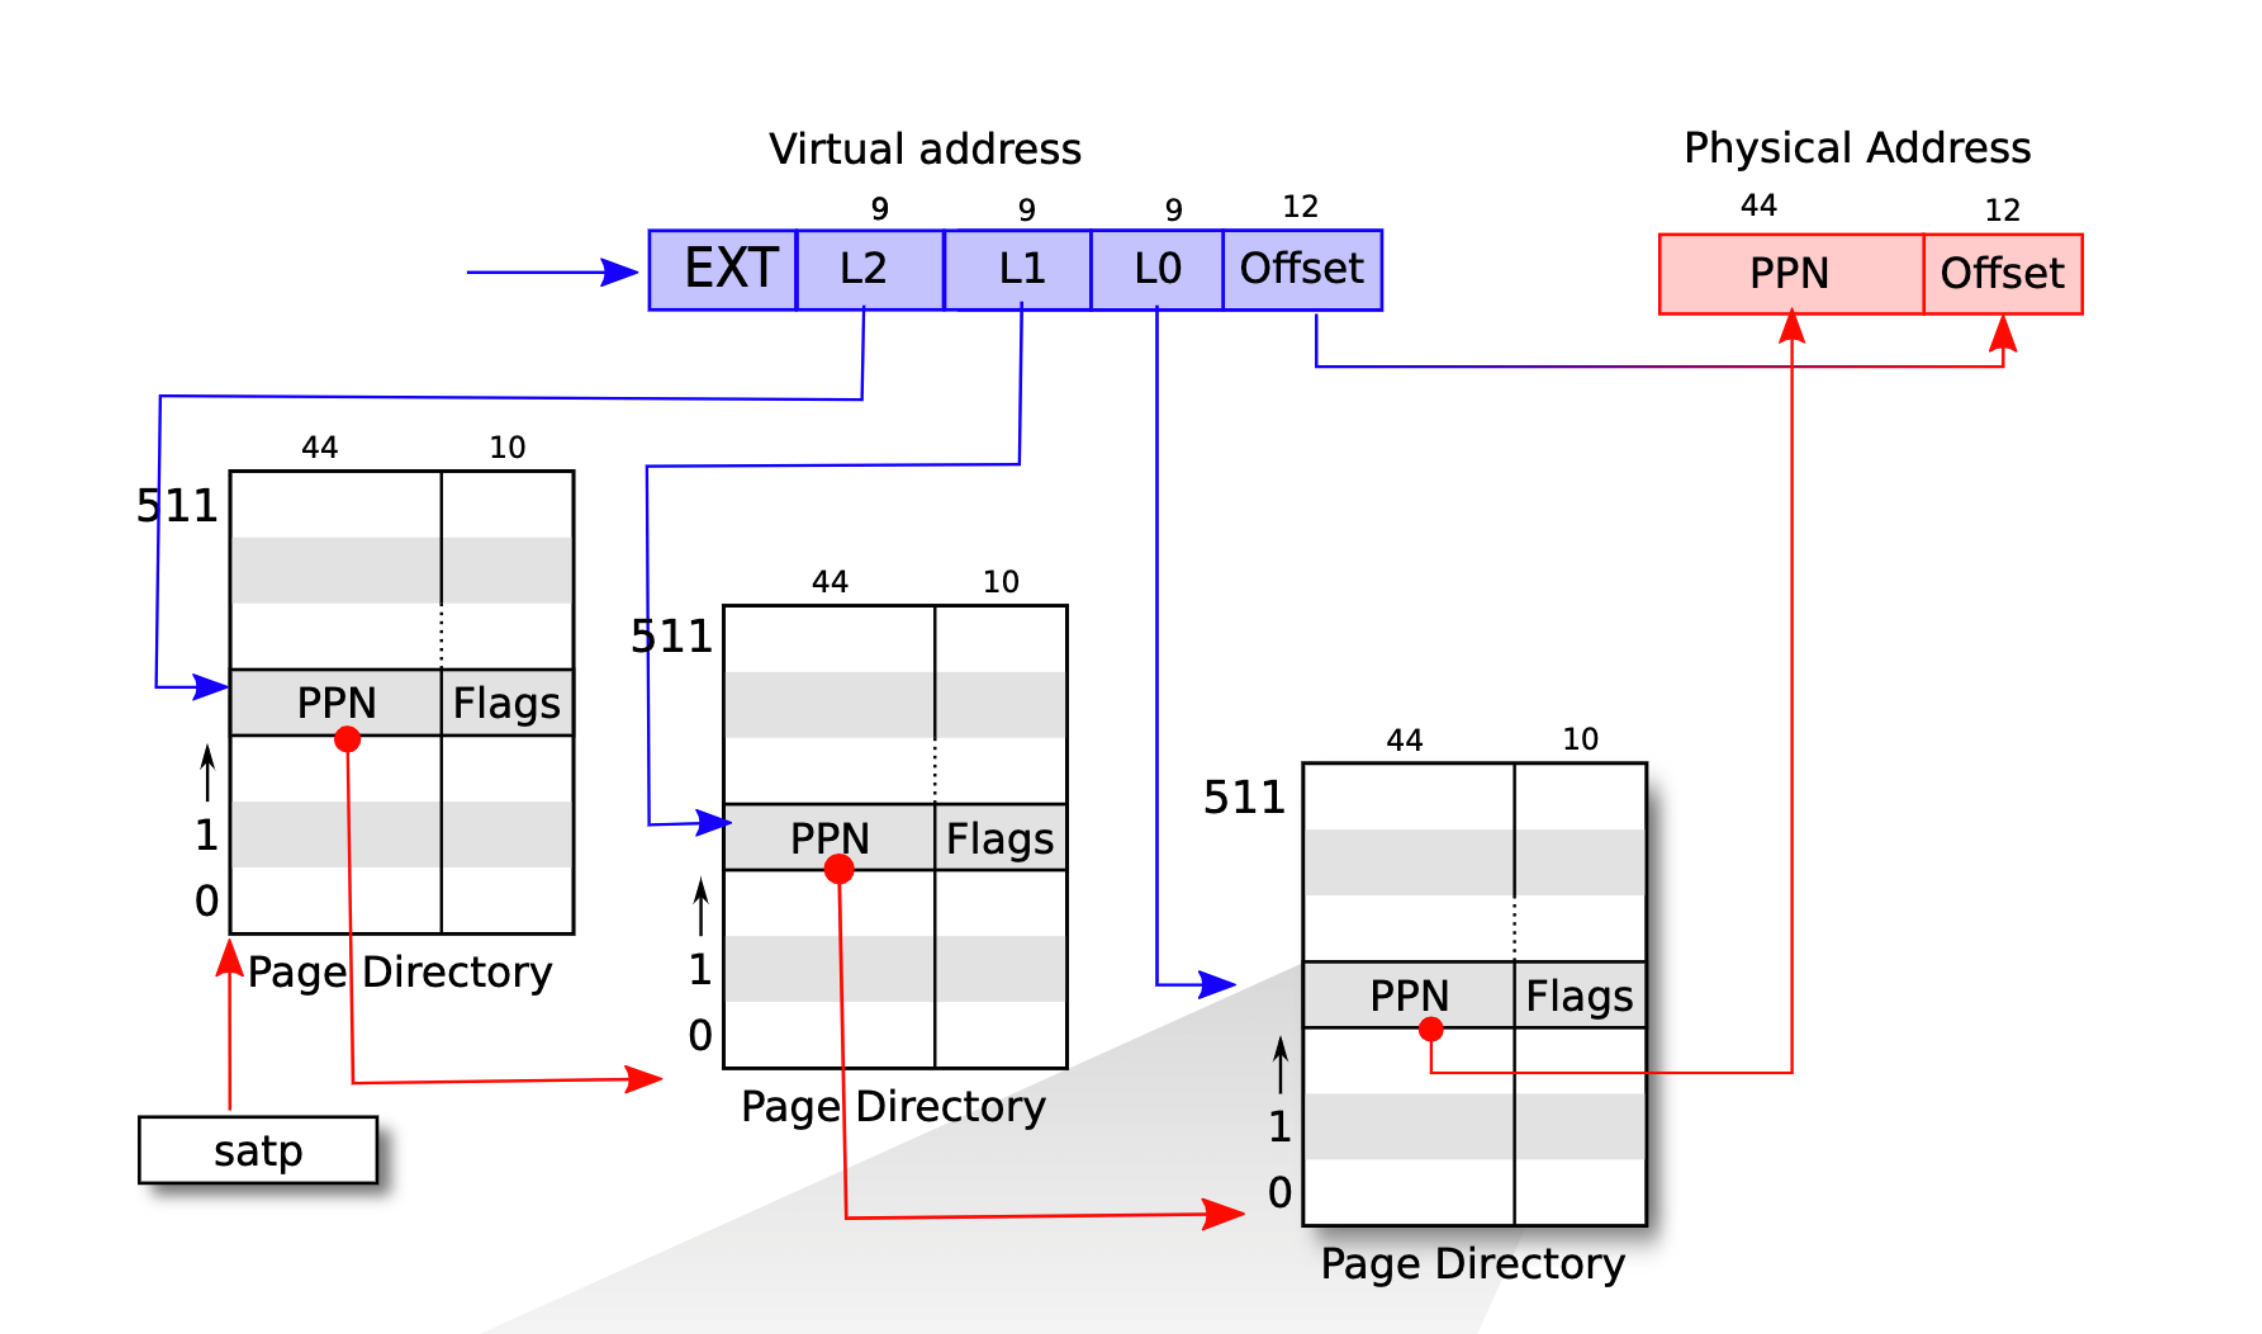 Virtual address
9 9 9 12
EXT L2 L1 L0 Offset
Physical Address
44 12
PPN Offset
44 10
511
PPN Flags
1
0
Page Directory
satp
44 10
511
PPN Flags
1
0
Page Directory
44 10
511
PPN Flags
1
0
Page Directory